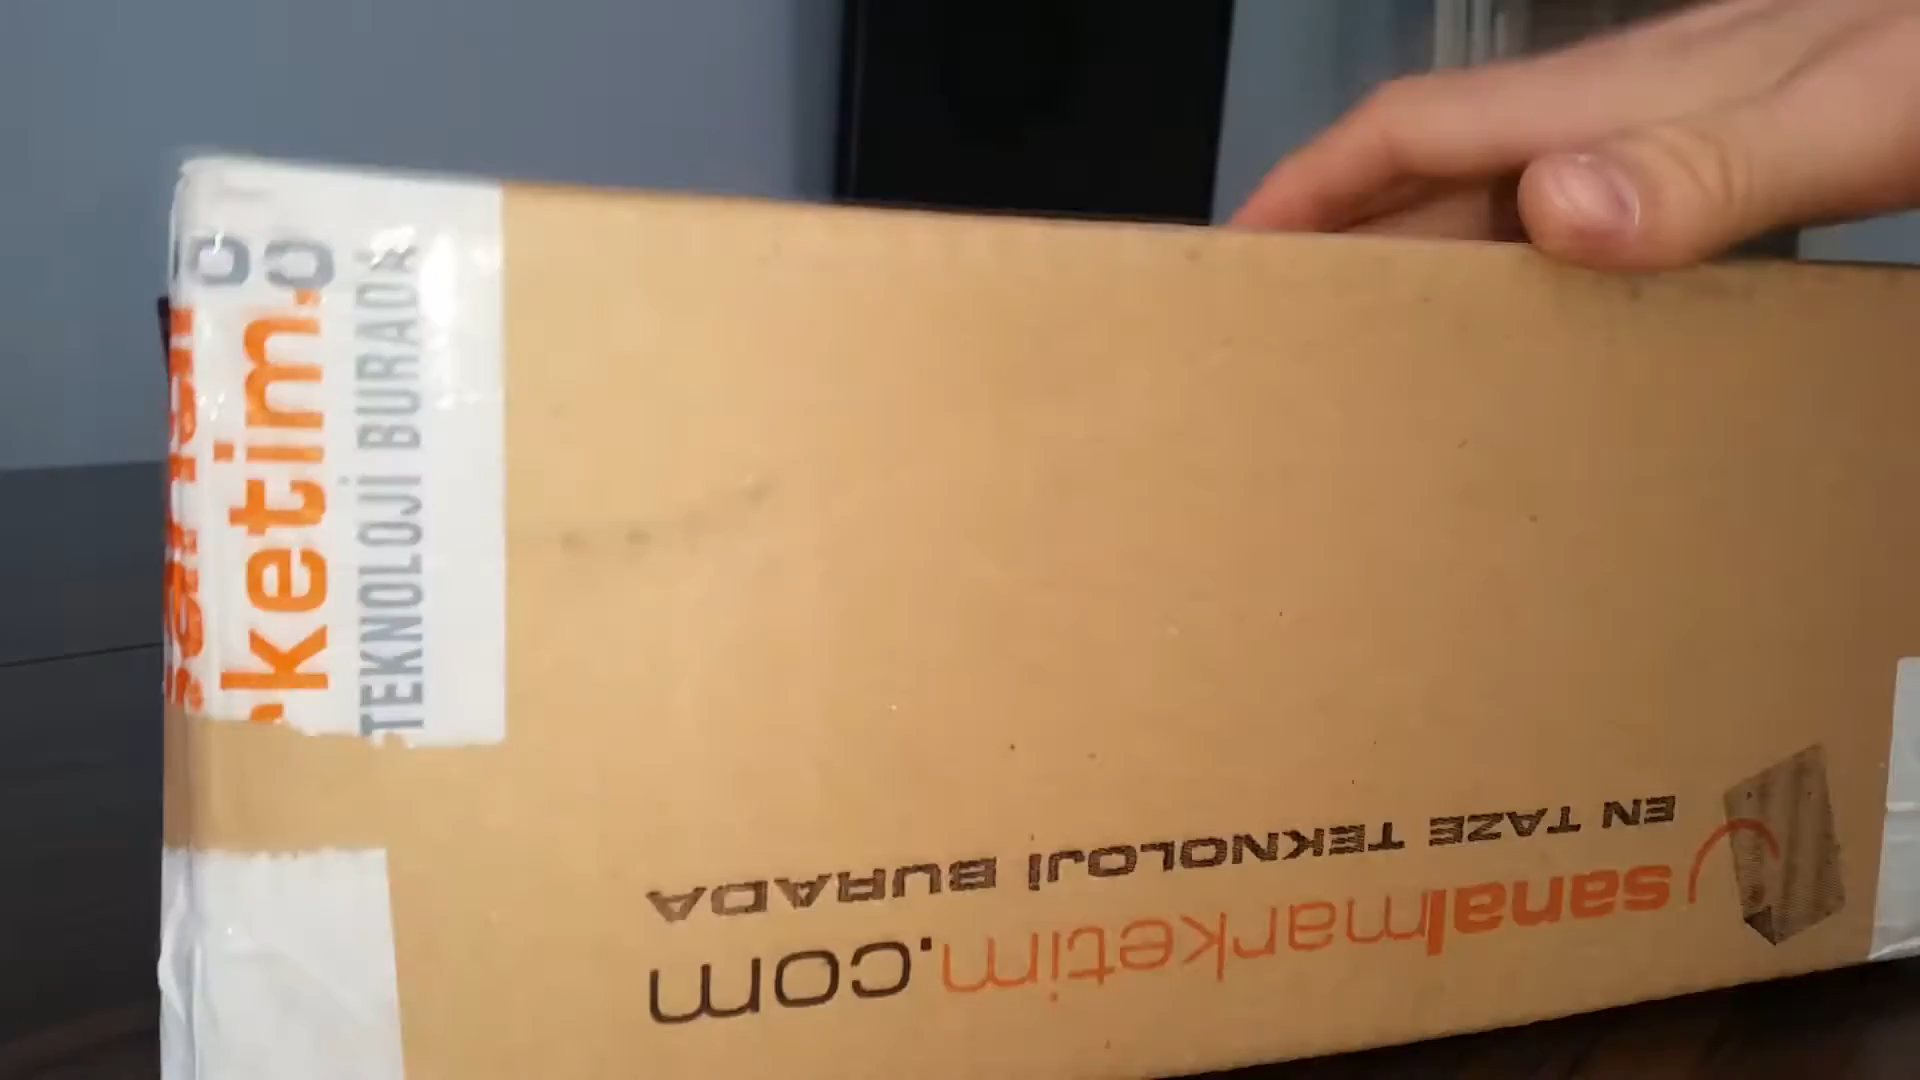 ketim.
TEKNOLOJİ BURADA
sanalmarketim.com
EN TAZE TEKNOLOJİ BURADA